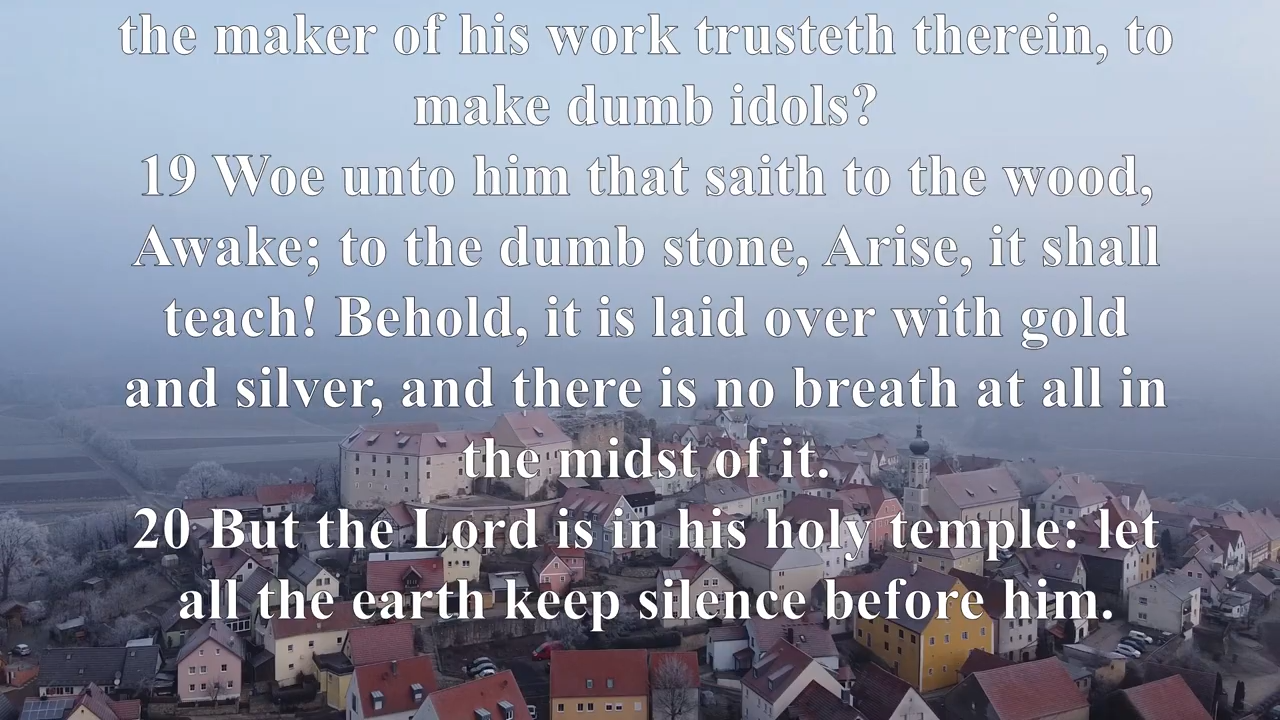 the maker of his work trusteth therein, to
make dumb idols?
19 Woe unto him that saith to the wood,
Awake; to the dumb stone, Arise, it shall
teach! Behold, it is laid over with gold
and silver, and there is no breath at all in
the midst of it.
20 But the Lord is in his holy temple: let
all the earth keep silence before him.